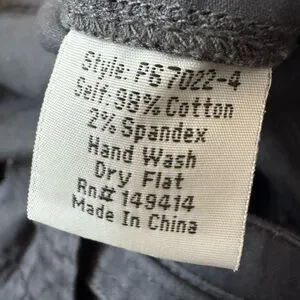 Style: P67022-4
Self: 98% Cotton
2% Spandex
Hand Wash
Dry Flat
Rn# 149414
Made In China